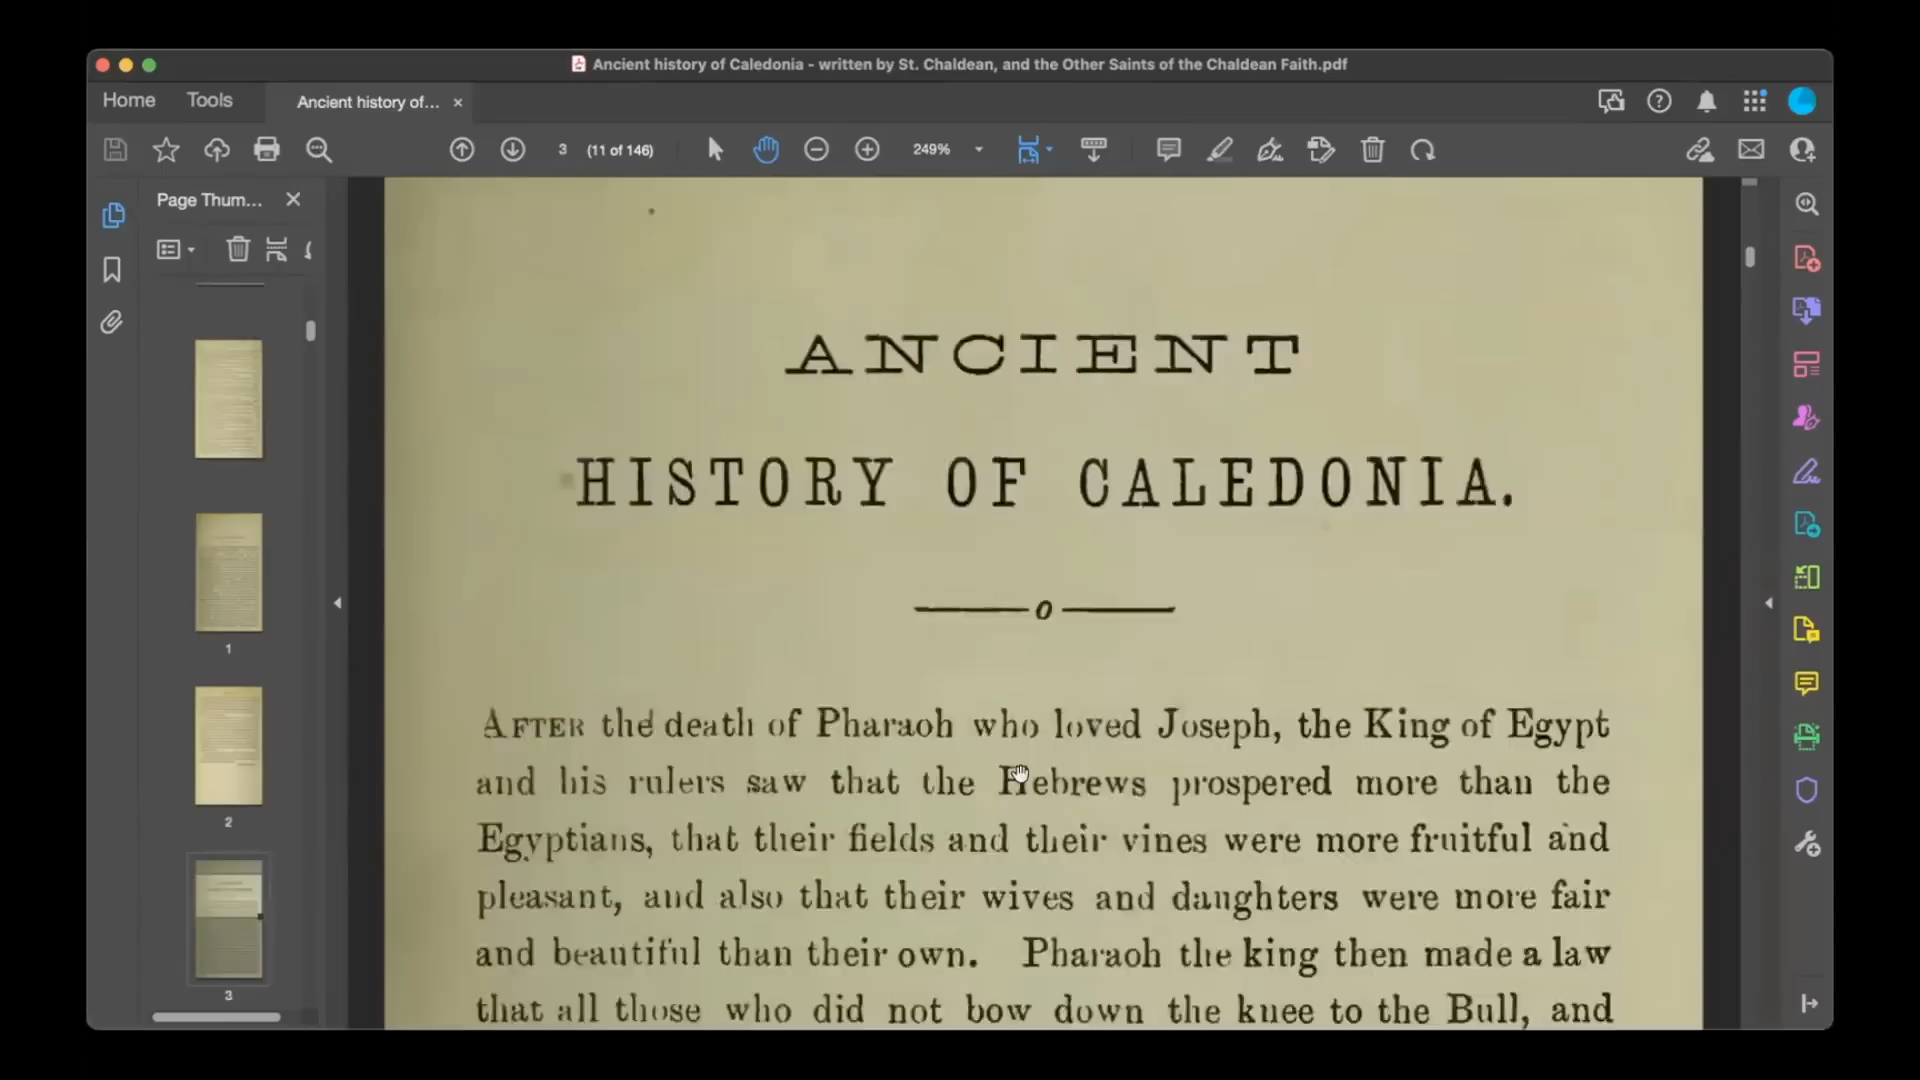 Ancient history of Caledonia - written by St. Chaldean, and the Other Saints of the Chaldean Faith.pdf
Home Tools Ancient history of... ×
3 (11 of 146) 249%
Page Thum...
1
2
3
ANCIENT
HISTORY OF CALEDONIA.
o
AFTER the death of Pharaoh who loved Joseph, the King of Egypt
and his rulers saw that the Hebrews prospered more than the
Egyptians, that their fields and their vines were more fruitful and
pleasant, and also that their wives and daughters were more fair
and beautiful than their own. Pharaoh the king then made a law
that all those who did not bow down the knee to the Bull, and